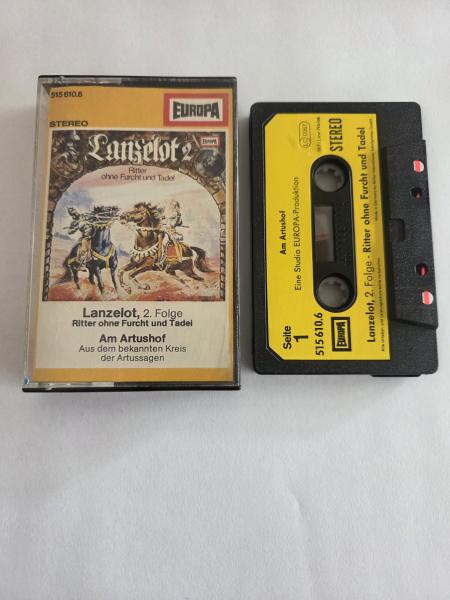 515 610.6
EUROPA
STEREO
EUROPA
Lanzelot 2
Ritter
ohne Furcht und Tadel
Lanzelot, 2. Folge
Ritter ohne Furcht und Tadel
Am Artushof
Aus dem bekannten Kreis
der Artussagen
Am Artushof
Eine Studio EUROPA-Produktion
STEREO
Seite
1
515 610.6
EUROPA
Lanzelot, 2. Folge - Ritter ohne Furcht und Tadel